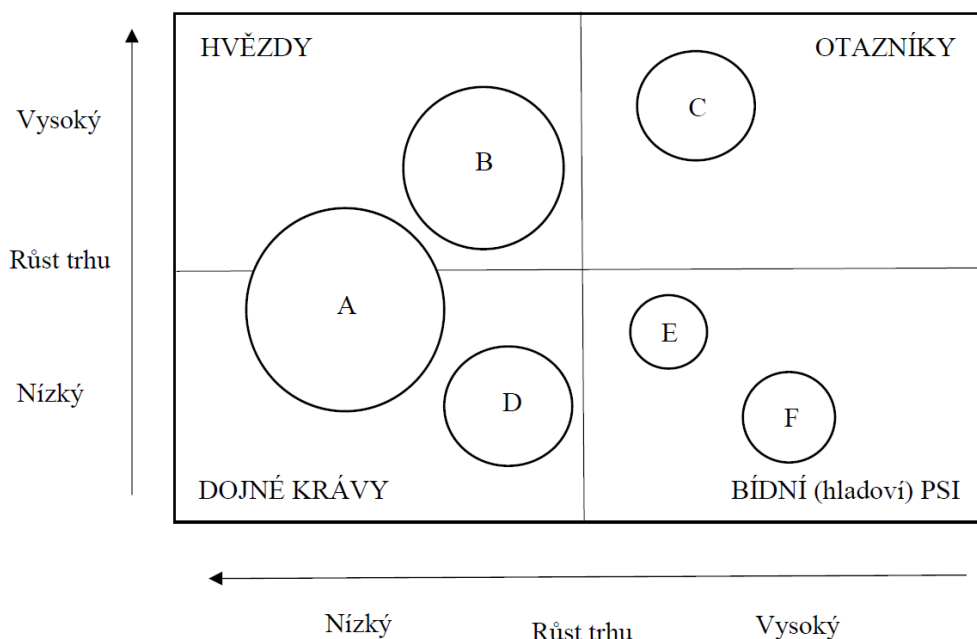 HVĚZDY
OTAZNÍKY
Vysoký
C
B
Růst trhu
A
E
Nízký
D
F
DOJNÉ KRÁVY
BÍDNÍ (hladoví) PSI
Nízký
Růst trhu
Vysoký